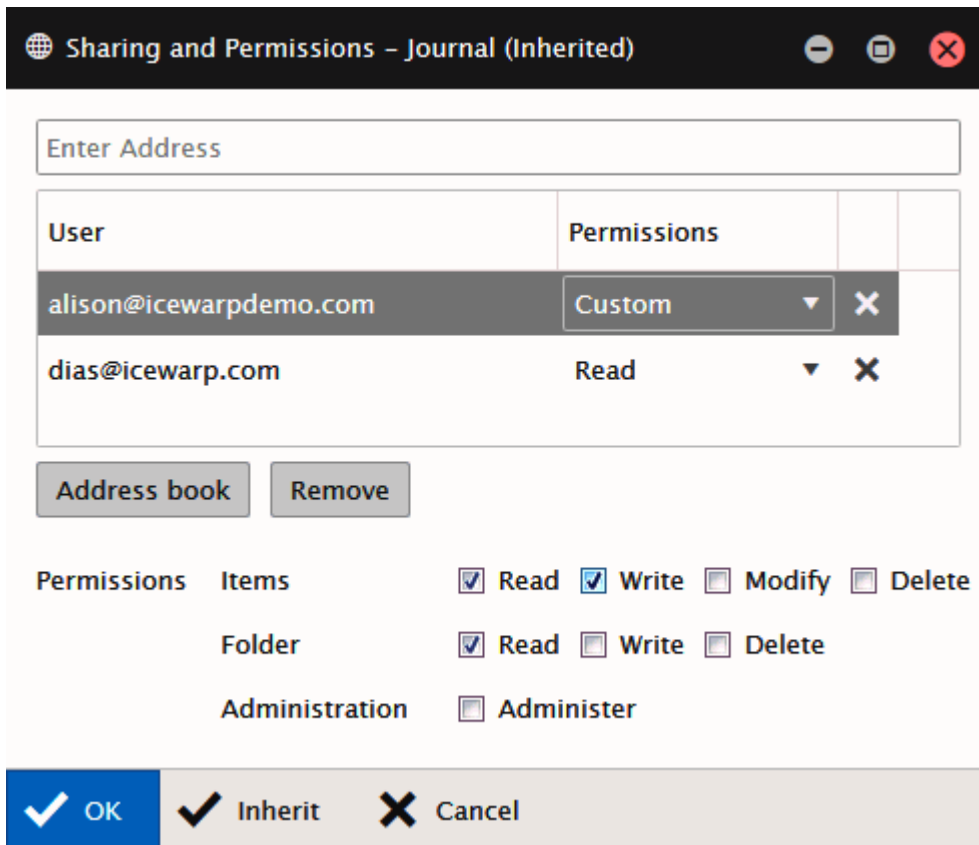 Sharing and Permissions – Journal (Inherited)
Enter Address
User Permissions
alison@icewarpdemo.com Custom
dias@icewarp.com Read
Address book Remove
Permissions Items Read Write Modify Delete
Folder Read Write Delete
Administration Administer
OK Inherit Cancel